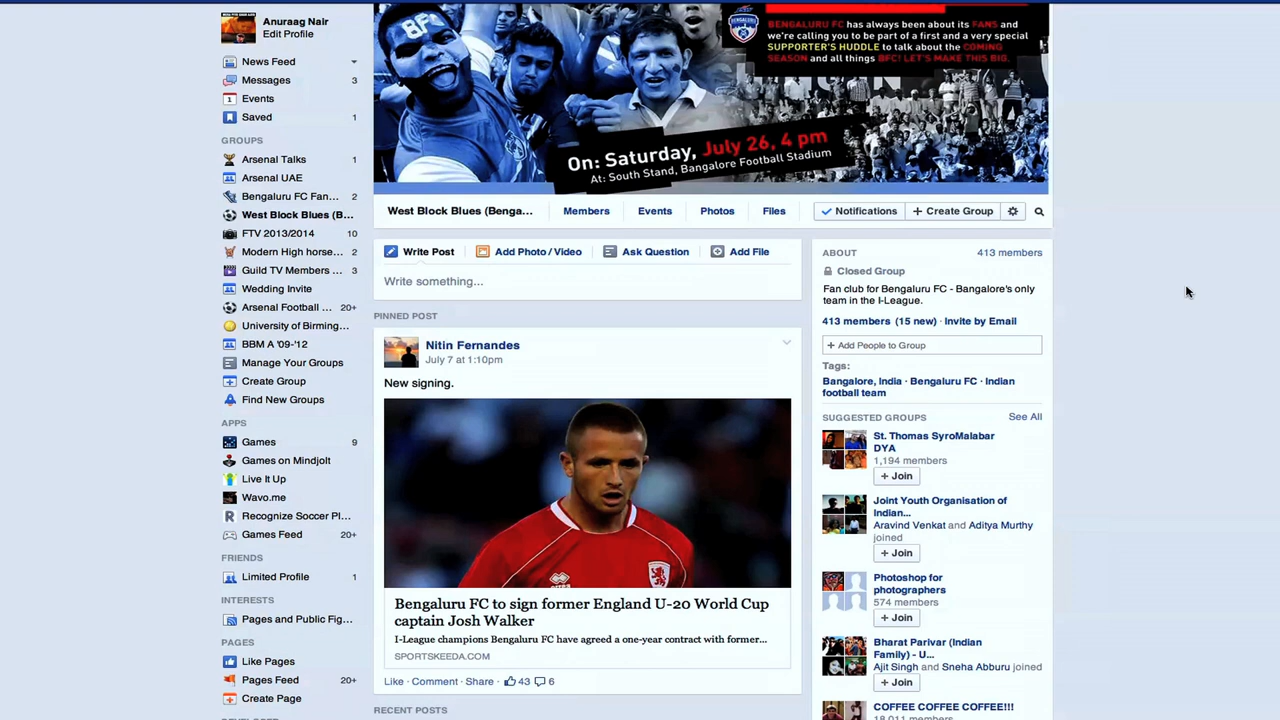 Anuraag Nair
Edit Profile
News Feed
Messages 3
Events
Saved 1
GROUPS
Arsenal Talks 1
Arsenal UAE
Bengaluru FC Fan... 2
West Block Blues (B...
FTV 2013/2014 10
Modern High horse... 2
Guild TV Members ... 3
Wedding Invite
Arsenal Football ... 20+
University of Birming...
BBM A '09-'12
Manage Your Groups
Create Group
Find New Groups
APPS
Games 9
Games on Mindjolt
Live It Up
Wavo.me
Recognize Soccer Pl...
Games Feed 20+
FRIENDS
Limited Profile 1
INTERESTS
Pages and Public Fig...
PAGES
Like Pages
Pages Feed 20+
Create Page
BENGALURU FC HAS ALWAYS BEEN ABOUT ITS FANS and
we're calling you to be part of a first and a very special
SUPPORTER'S HUDDLE to talk about the COMING
SEASON and all things BFC! LET'S MAKE THIS BIG.
On: Saturday, July 26, 4 pm
At: South Stand, Bangalore Football Stadium
West Block Blues (Benga... Members Events Photos Files Notifications + Create Group
Write Post Add Photo / Video Ask Question Add File
Write something...
PINNED POST
Nitin Fernandes
July 7 at 1:10pm
New signing.
Bengaluru FC to sign former England U-20 World Cup
captain Josh Walker
I-League champions Bengaluru FC have agreed a one-year contract with former...
SPORTSKEEDA.COM
Like · Comment · Share · 43 6
RECENT POSTS
ABOUT 413 members
Closed Group
Fan club for Bengaluru FC - Bangalore's only
team in the I-League.
413 members (15 new) · Invite by Email
+ Add People to Group
Tags:
Bangalore, India · Bengaluru FC · Indian
football team
SUGGESTED GROUPS See All
St. Thomas SyroMalabar
DYA
1,194 members
+ Join
Joint Youth Organisation of
Indian...
Aravind Venkat and Aditya Murthy
joined
+ Join
Photoshop for
photographers
574 members
+ Join
Bharat Parivar (Indian
Family) - U...
Ajit Singh and Sneha Abburu joined
+ Join
COFFEE COFFEE COFFEE!!!
18,011 members